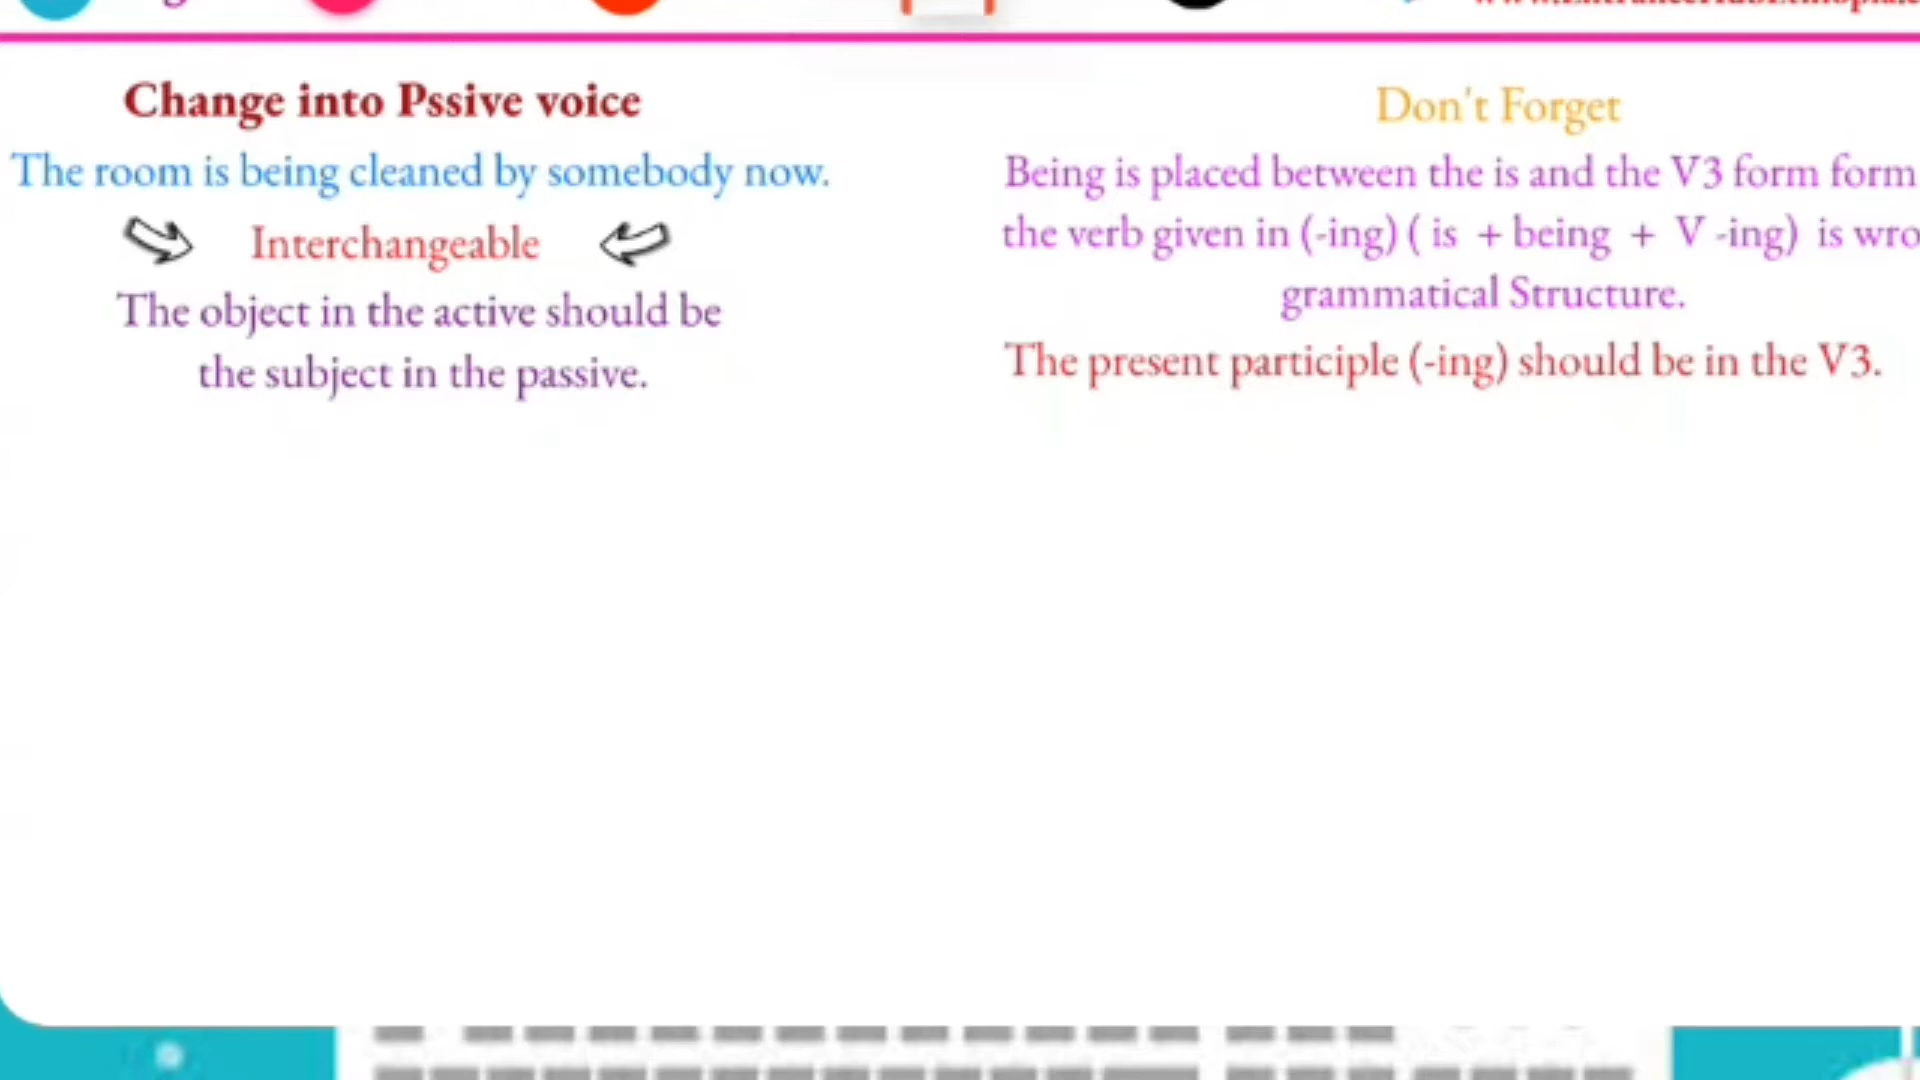 Change into Pssive voice
The room is being cleaned by somebody now.
Interchangeable
The object in the active should be
the subject in the passive.
Don't Forget
Being is placed between the is and the V3 form form
the verb given in (-ing) ( is + being + V -ing) is
grammatical Structure.
The present participle (-ing) should be in the V3.